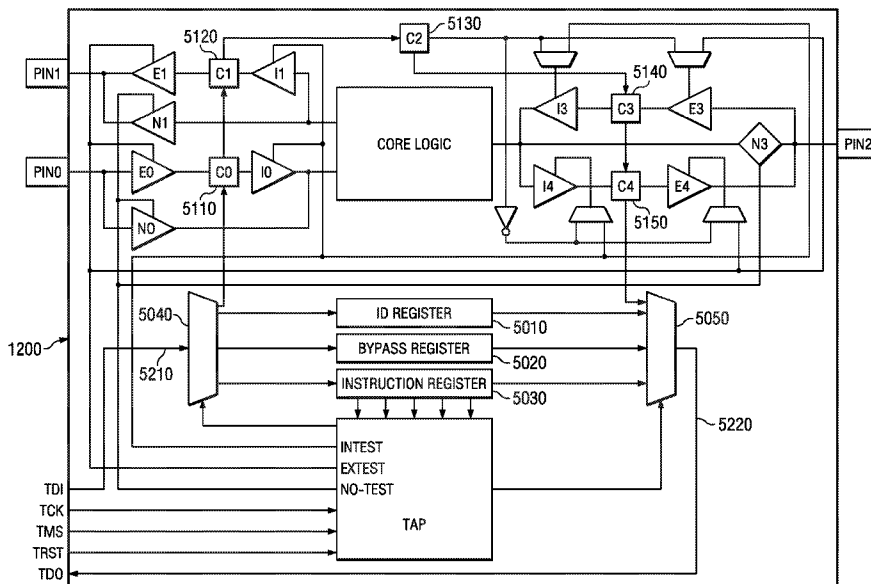 5120
C2
5130
PIN1
E1
C1
I1
5140
I3
C3
E3
N1
CORE LOGIC
N3
PIN2
PIN0
E0
C0
I0
I4
C4
E4
5110
5150
N0
5040
ID REGISTER
5010
5050
1200
BYPASS REGISTER
5020
5210
INSTRUCTION REGISTER
5030
5220
INTEST
EXTEST
TDI
NO-TEST
TCK
TAP
TMS
TRST
TDO